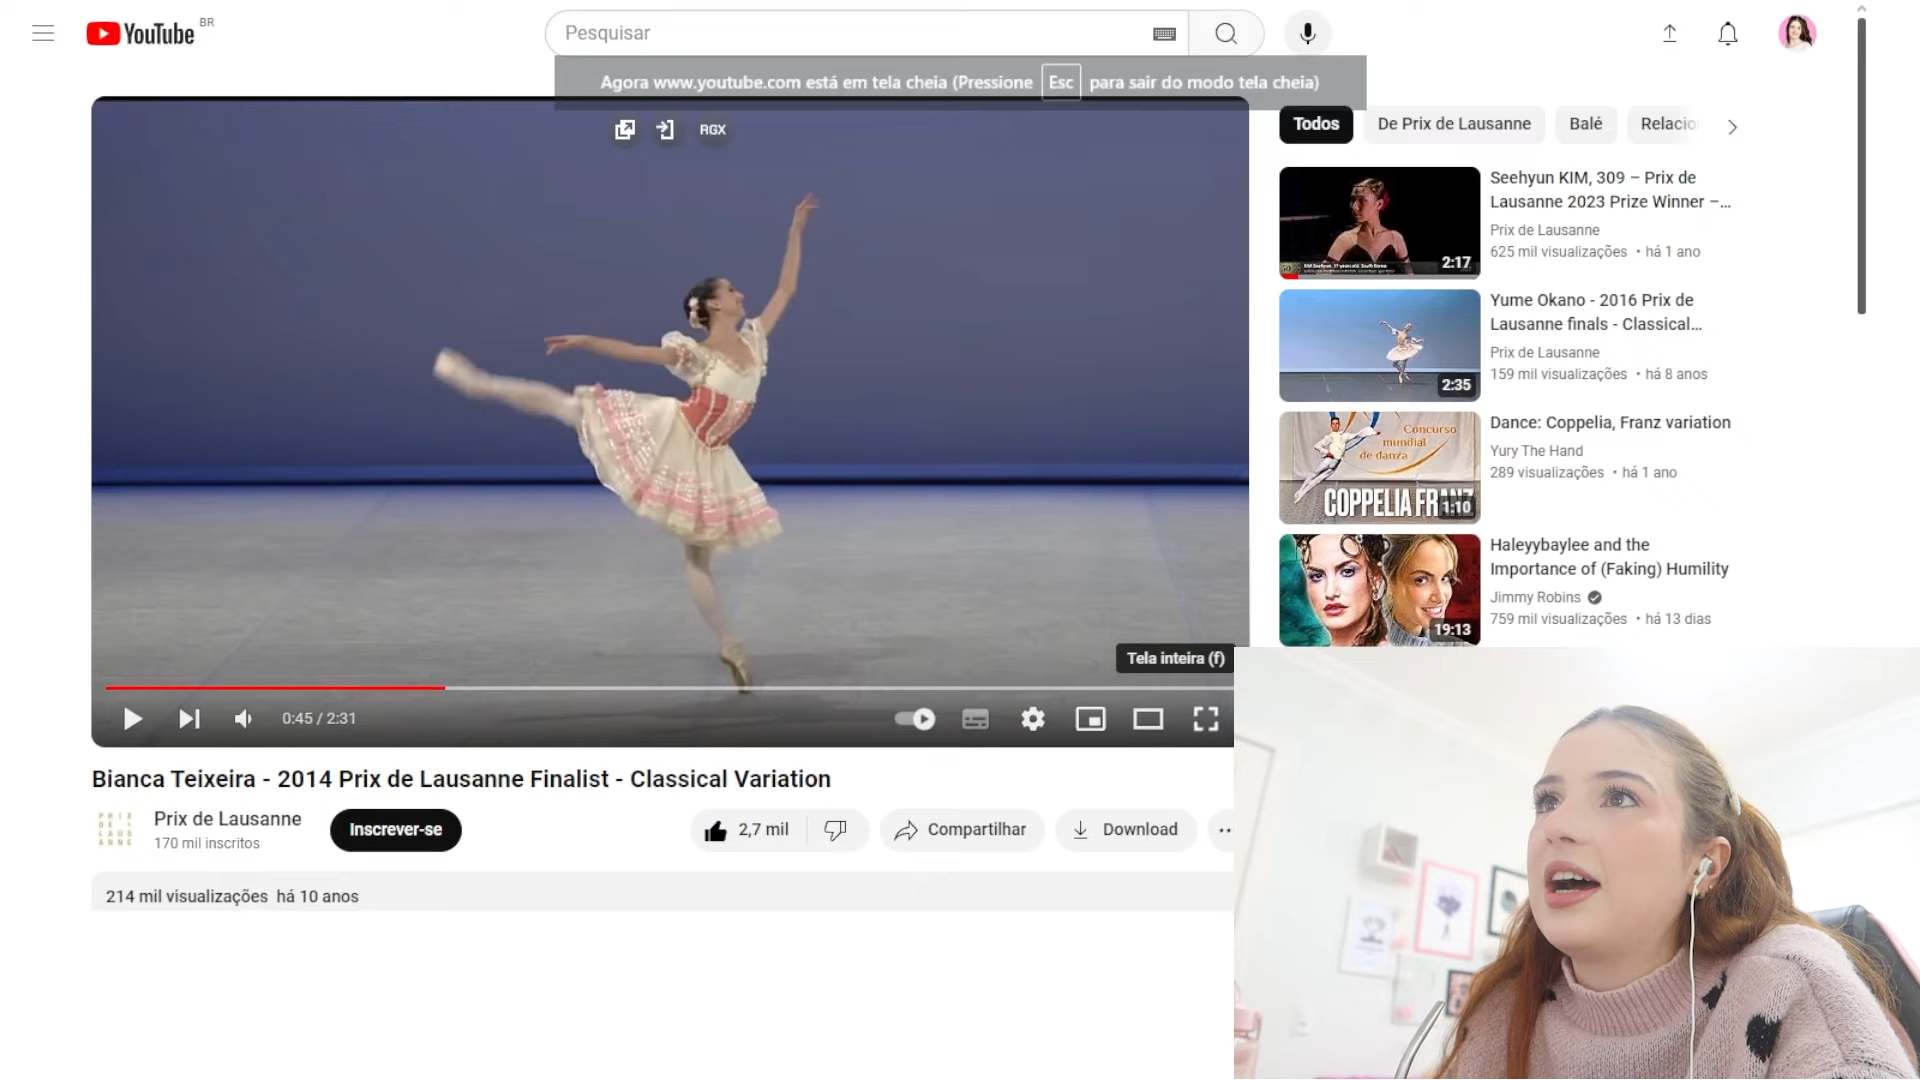 YouTube BR
Pesquisar
Agora www.youtube.com está em tela cheia (Pressione Esc para sair do modo tela cheia)
RGX
Todos
De Prix de Lausanne
Balé
Relacio
Seehyun KIM, 309 – Prix de
Lausanne 2023 Prize Winner –...
Prix de Lausanne
625 mil visualizações • há 1 ano
2:17
Yume Okano - 2016 Prix de
Lausanne finals - Classical...
Prix de Lausanne
159 mil visualizações • há 8 anos
2:35
Concurso
mundial
de danza
COPPELIA FRANZ
1:10
Dance: Coppelia, Franz variation
Yury The Hand
289 visualizações • há 1 ano
Haleyybaylee and the
Importance of (Faking) Humility
Jimmy Robins
759 mil visualizações • há 13 dias
19:13
Tela inteira (f)
0:45 / 2:31
Bianca Teixeira - 2014 Prix de Lausanne Finalist - Classical Variation
PRIX
DE L
AUS
ANNE
Prix de Lausanne
170 mil inscritos
Inscrever-se
2,7 mil
Compartilhar
Download
214 mil visualizações há 10 anos